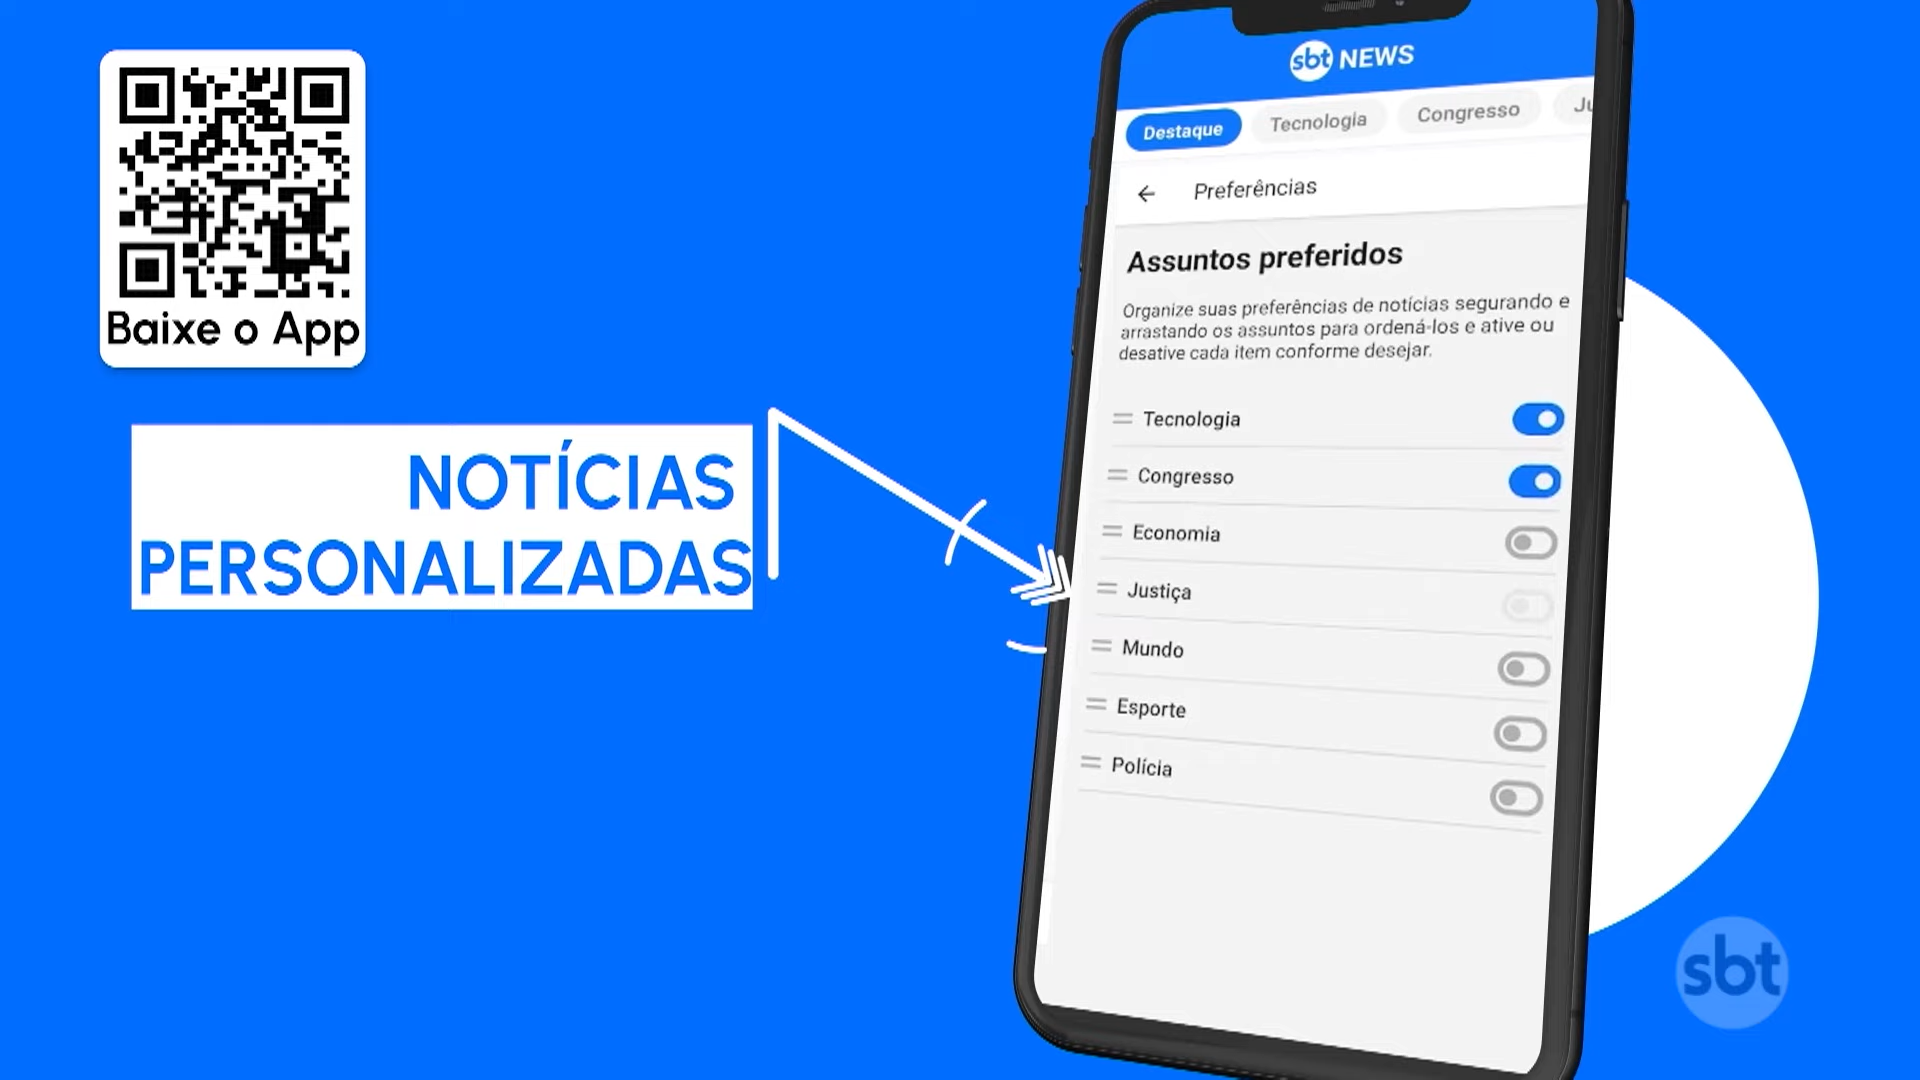 Baixe o App
NOTÍCIAS
PERSONALIZADAS
sbt NEWS
Destaque
Tecnologia
Congresso
Ju
Preferências
Assuntos preferidos
Organize suas preferências de notícias segurando e
arrastando os assuntos para ordená-los e ative ou
desative cada item conforme desejar.
Tecnologia
Congresso
Economia
Justiça
Mundo
Esporte
Polícia
sbt